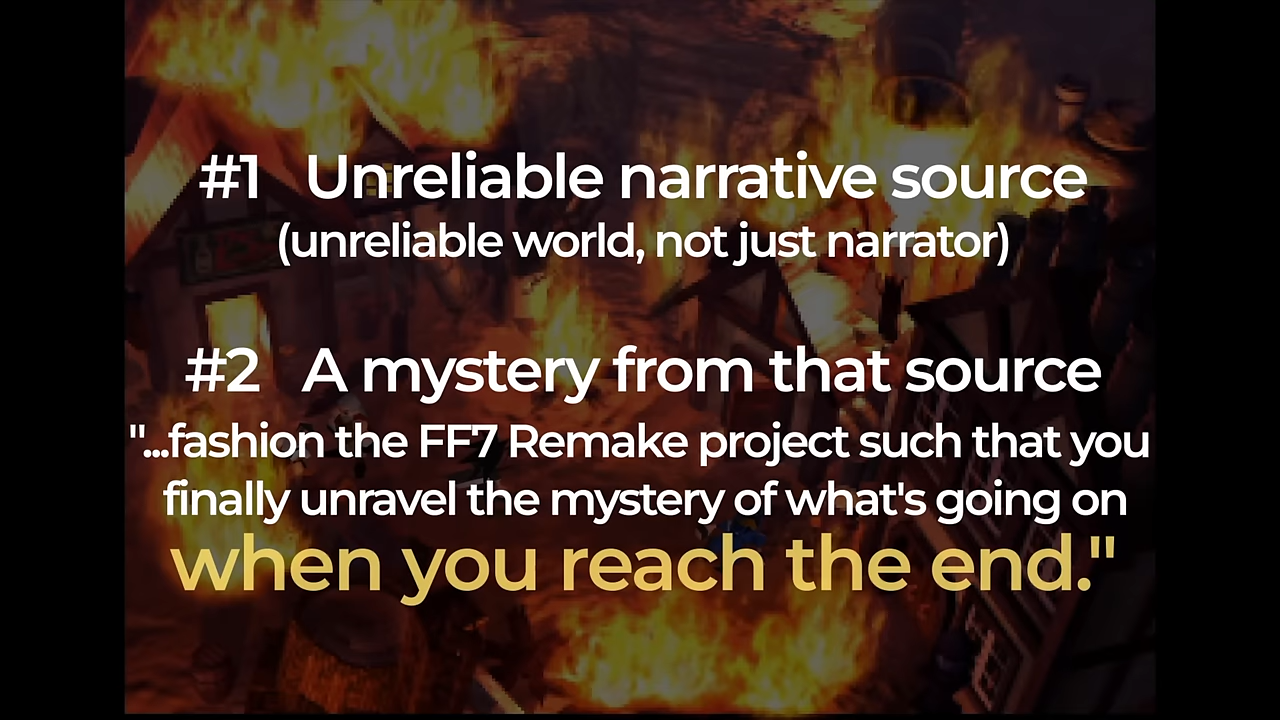 #1 Unreliable narrative source
(unreliable world, not just narrator)
#2 A mystery from that source
"...fashion the FF7 Remake project such that you
finally unravel the mystery of what's going on
when you reach the end."